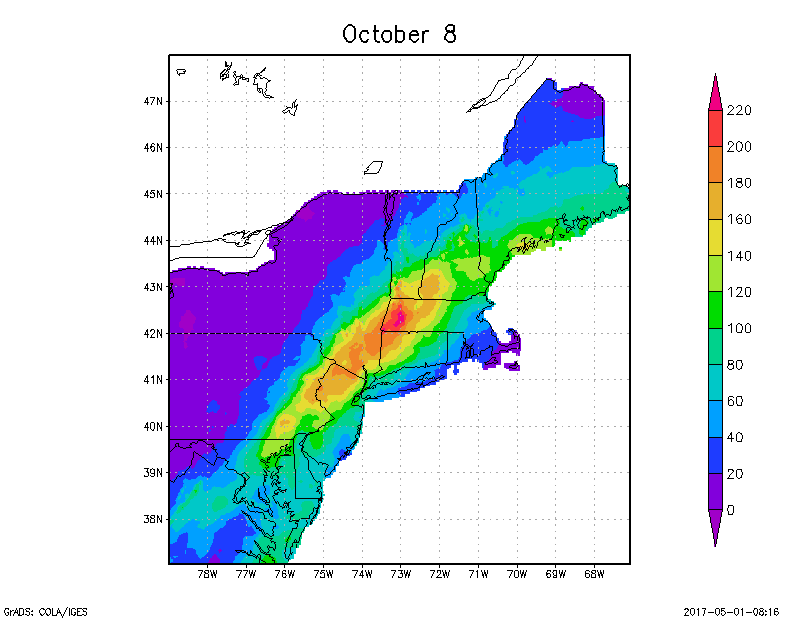 October 8
47N
46N
45N
44N
43N
42N
41N
40N
39N
38N
78W 77W 76W 75W 74W 73W 72W 71W 70W 69W 68W
220
200
180
160
140
120
100
80
60
40
20
0
GrADS: COLA/IGES
2017-05-01-08:16